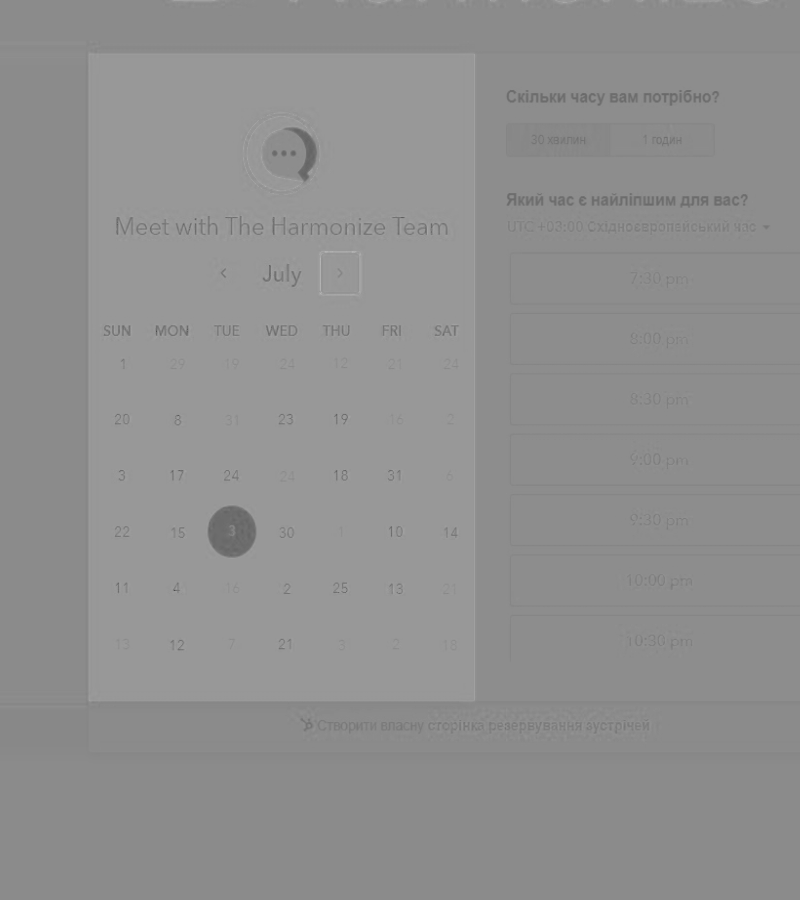 Meet with The Harmonize Team
July
SUN MON TUE WED THU FRI SAT
1 29 19 24 12 21 24
20 8 31 23 19 16 2
3 17 24 24 18 31 6
22 15 3 30 1 10 14
11 4 16 2 25 13 21
13 12 7 21 3 2 18
Скільки часу вам потрібно?
30 хвилин 1 годин
Який час є найліпшим для вас?
UTC +03:00 Східноєвропейський час
7:30 pm
8:00 pm
8:30 pm
9:00 pm
9:30 pm
10:00 pm
10:30 pm
Створити власну сторінка резервування зустрічей